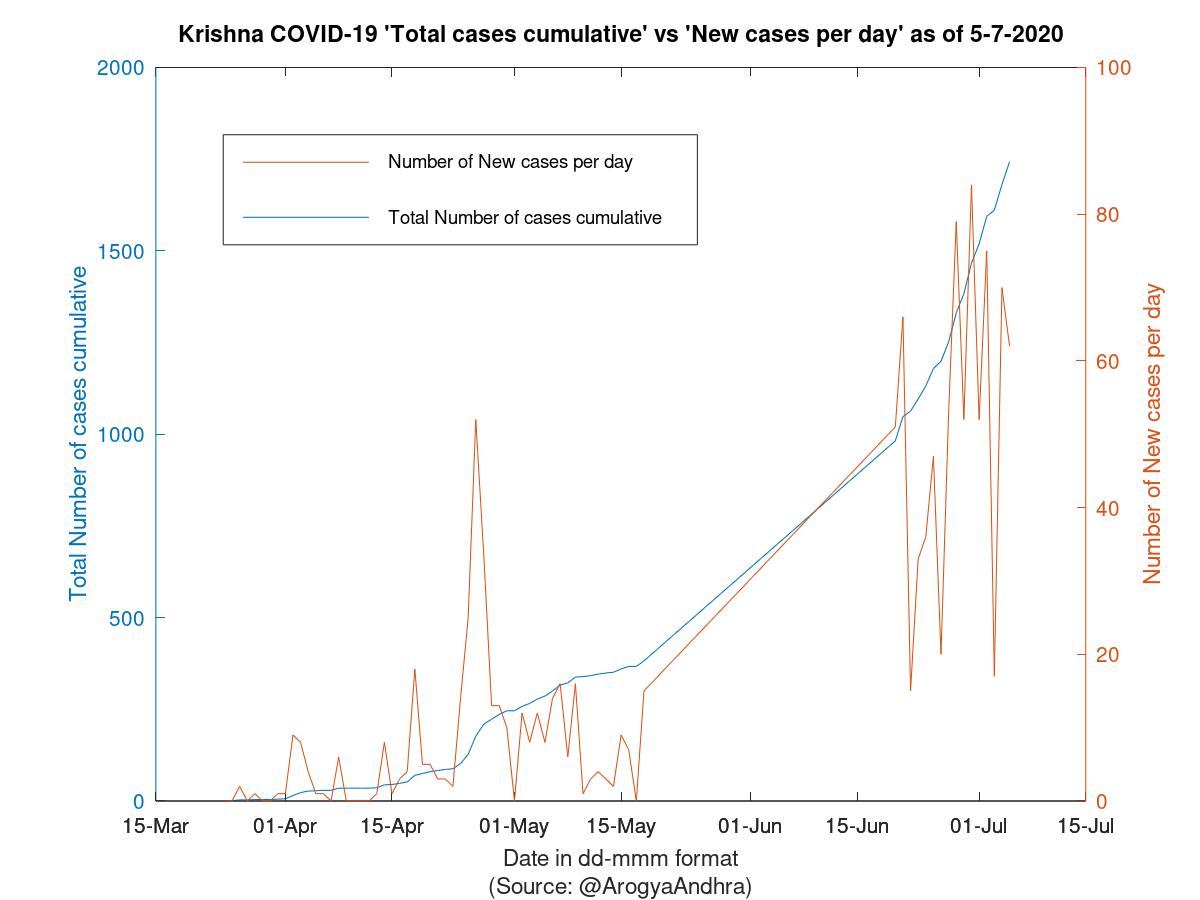 Krishna COVID-19 'Total cases cumulative' vs 'New cases per day' as of 5-7-2020
2000
1500
1000
500
0
Total Number of cases cumulative
Number of New cases per day
Total Number of cases cumulative
100
80
60
40
20
0
Number of New cases per day
15-Mar 01-Apr 15-Apr 01-May 15-May 01-Jun 15-Jun 01-Jul 15-Jul
Date in dd-mmm format
(Source: @ArogyaAndhra)